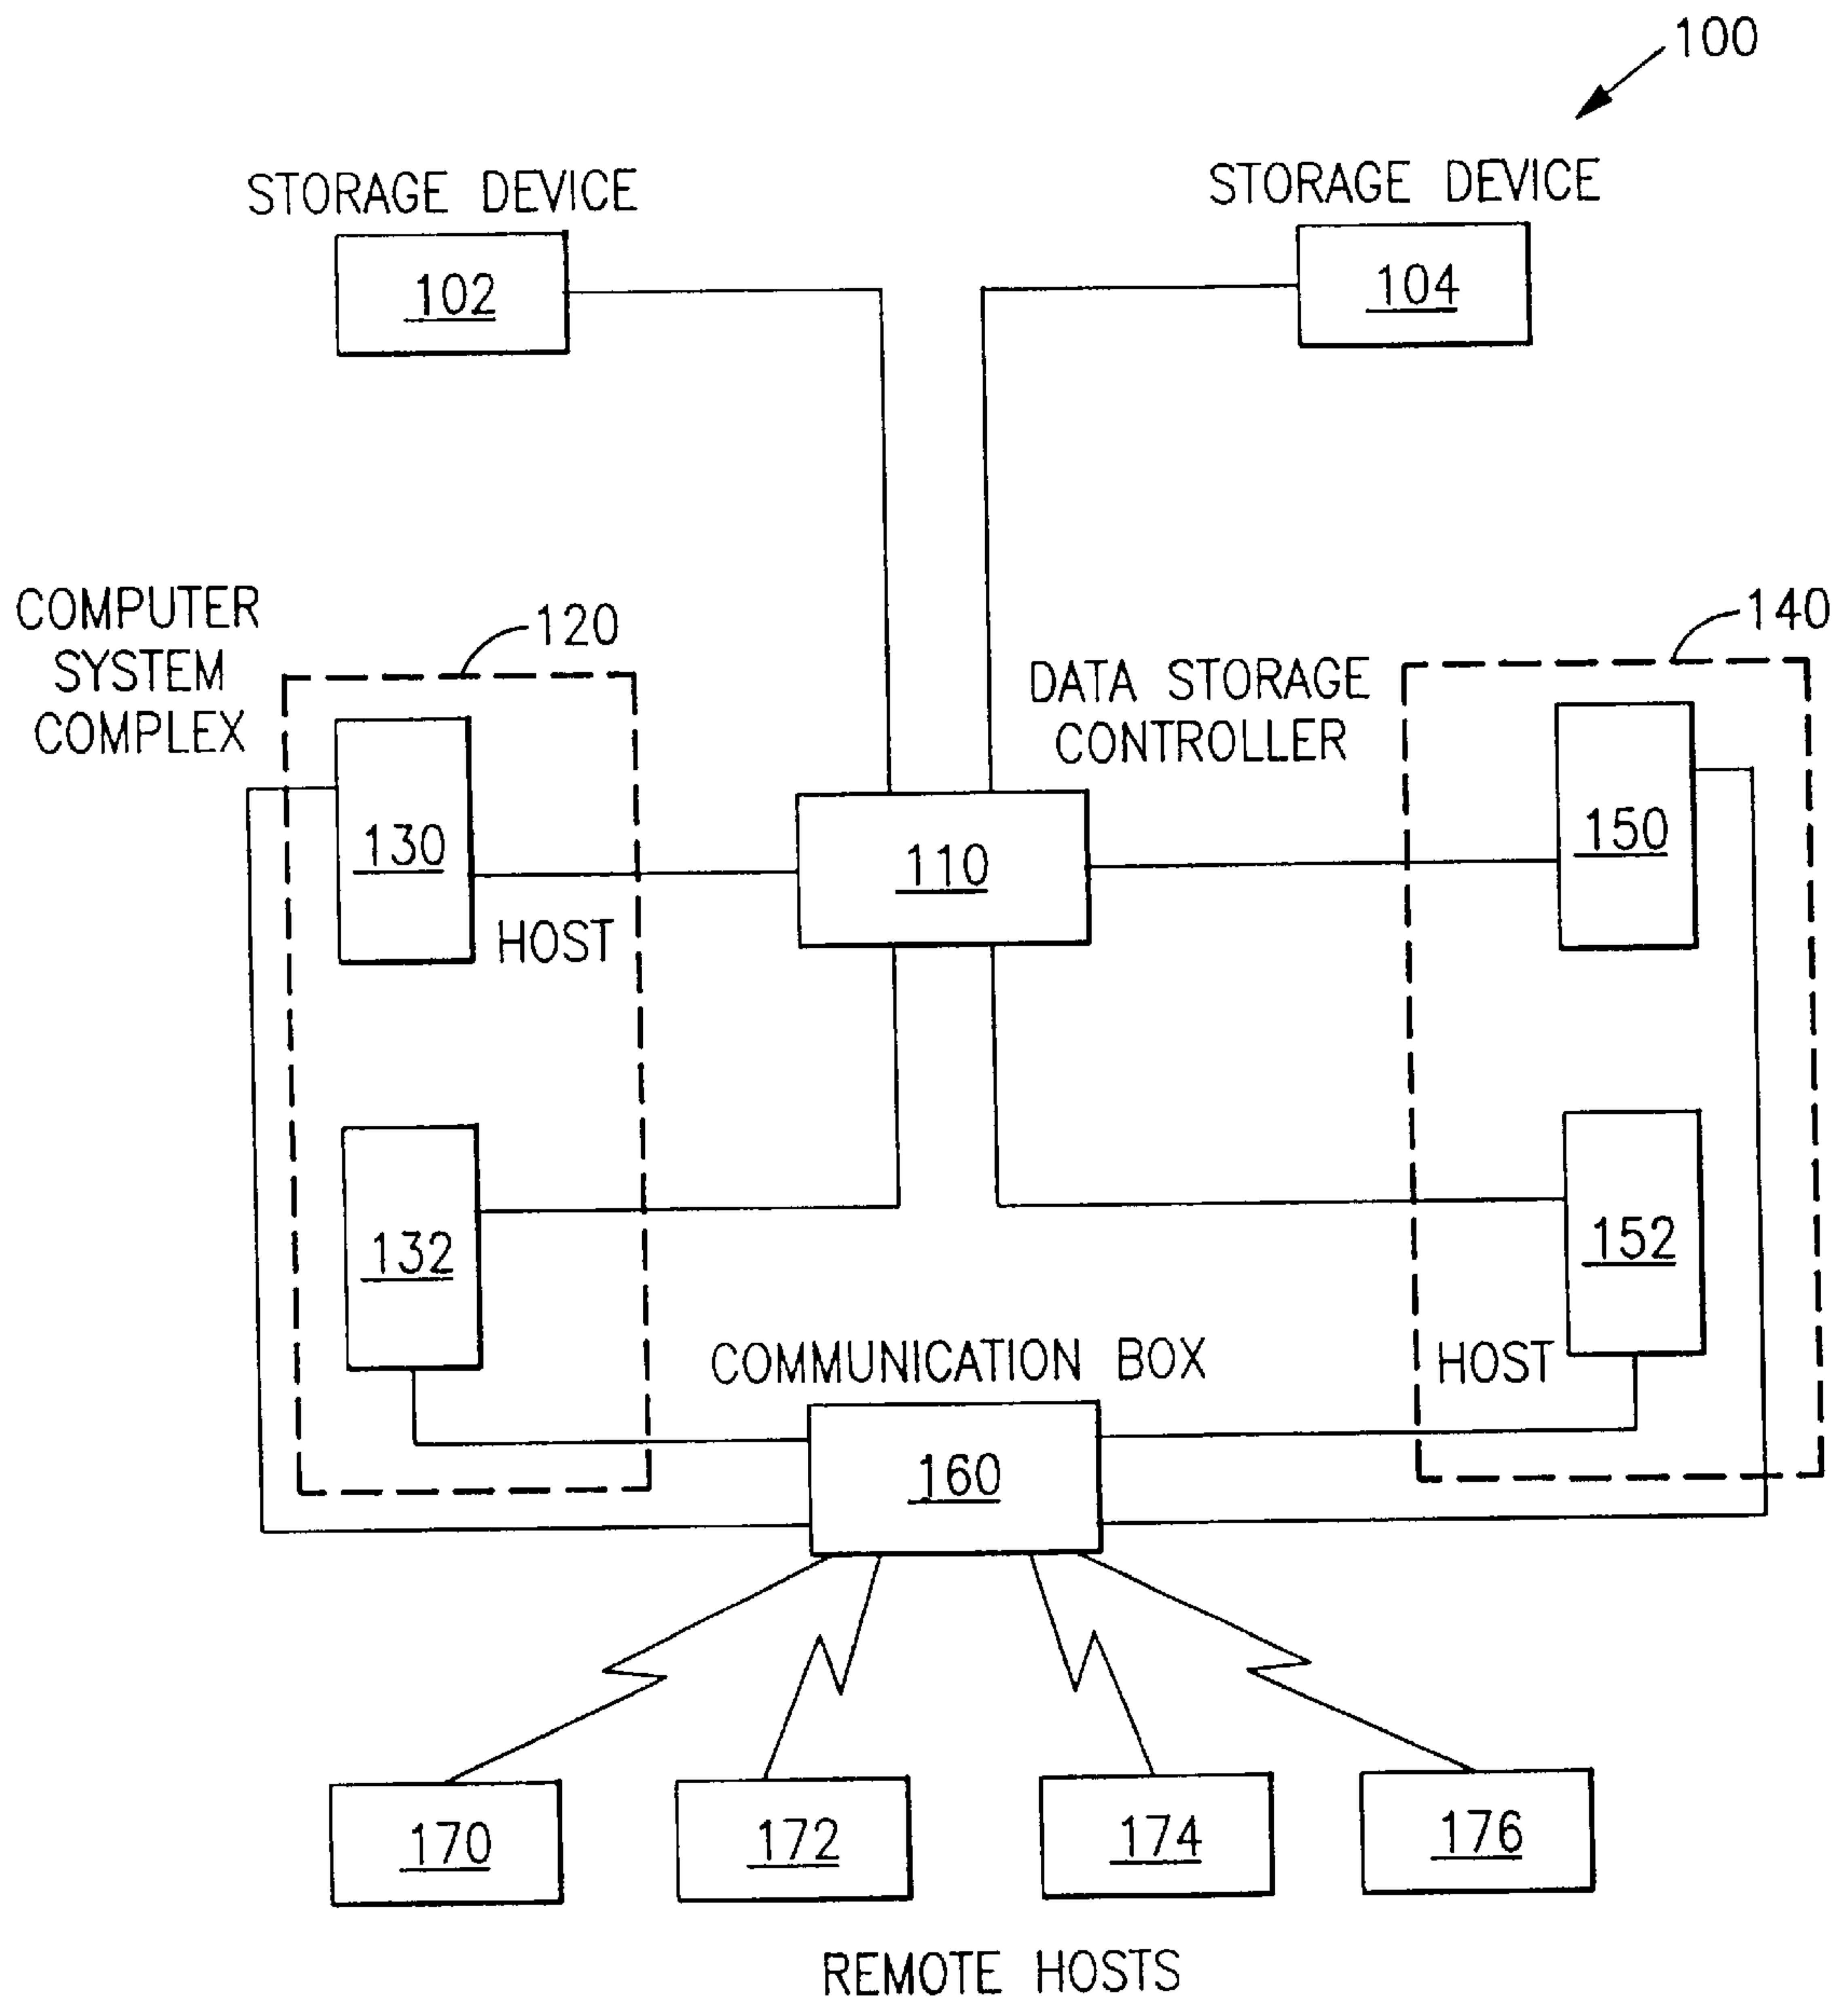 100
STORAGE DEVICE
STORAGE DEVICE
102
104
COMPUTER
SYSTEM
COMPLEX
120
140
DATA STORAGE
CONTROLLER
130
110
150
HOST
132
152
COMMUNICATION BOX
HOST
160
170
172
174
176
REMOTE HOSTS